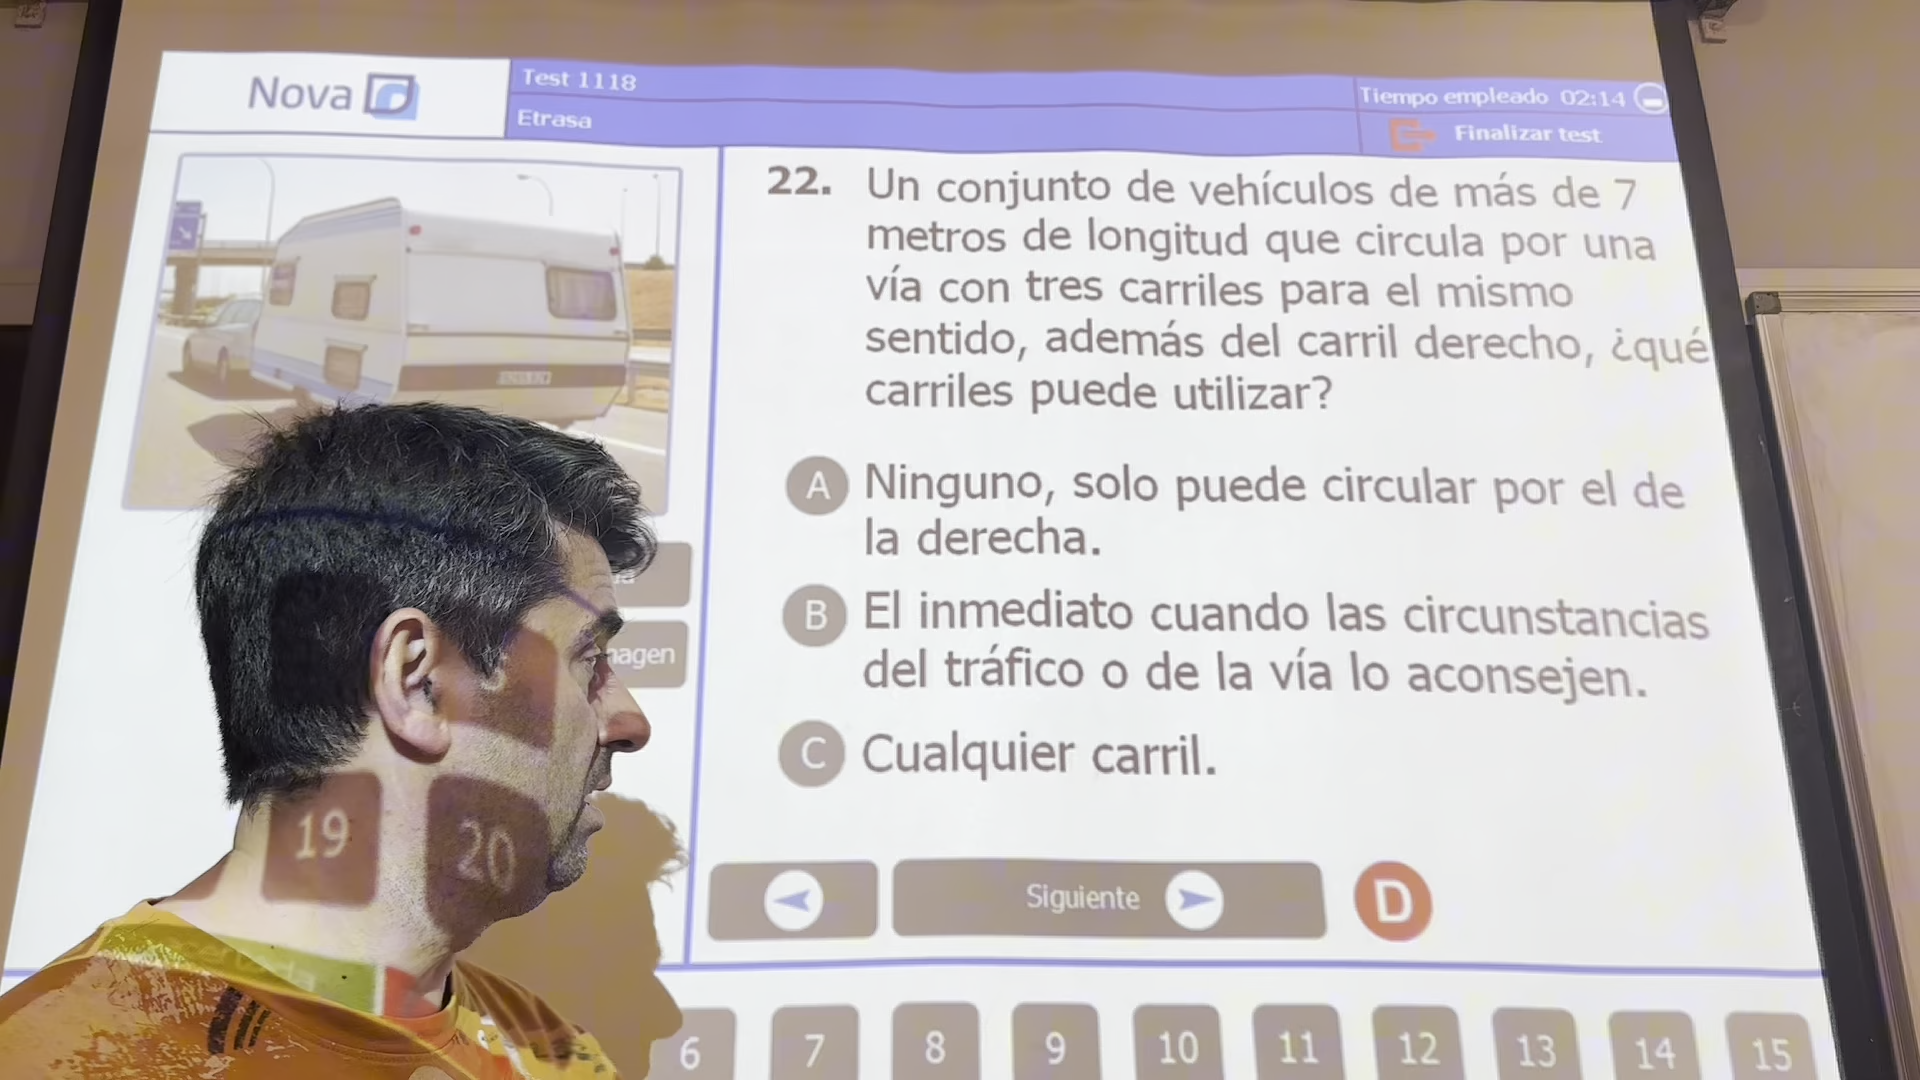 Nova
Test 1118
Etrasa
Tiempo empleado 02:14
Finalizar test
22. Un conjunto de vehículos de más de 7
metros de longitud que circula por una
vía con tres carriles para el mismo
sentido, además del carril derecho, ¿qué
carriles puede utilizar?
A Ninguno, solo puede circular por el de
la derecha.
B El inmediato cuando las circunstancias
del tráfico o de la vía lo aconsejen.
C Cualquier carril.
19 20
Siguiente
D
6 7 8 9 10 11 12 13 14 15